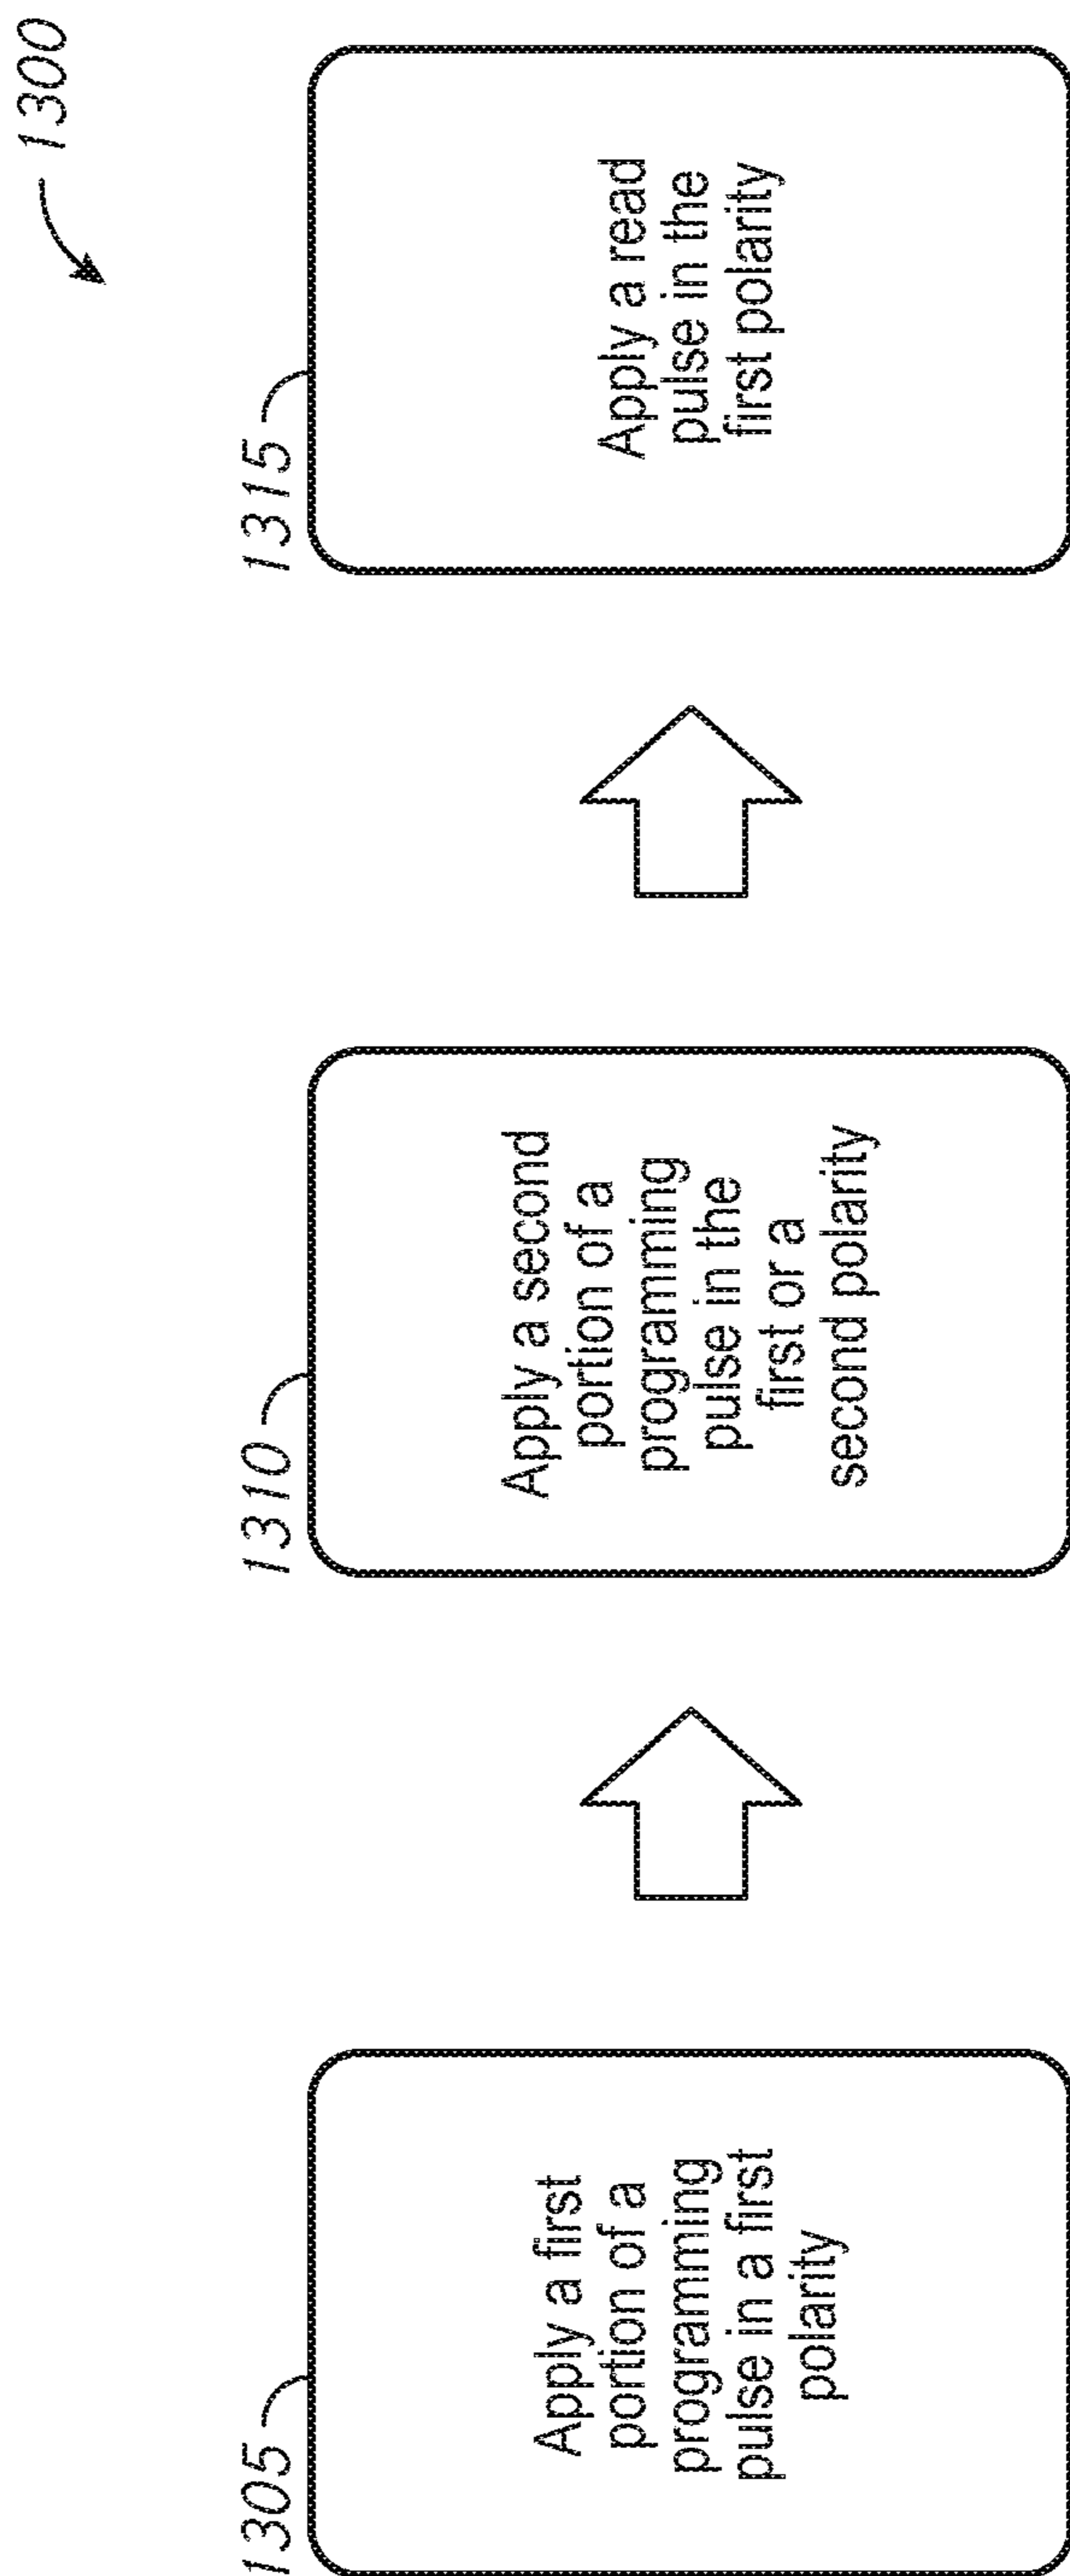 1300
1305
Apply a first
portion of a
programming
pulse in a first
polarity
1310
Apply a second
portion of a
programming
pulse in the
first or a
second polarity
1315
Apply a read
pulse in the
first polarity